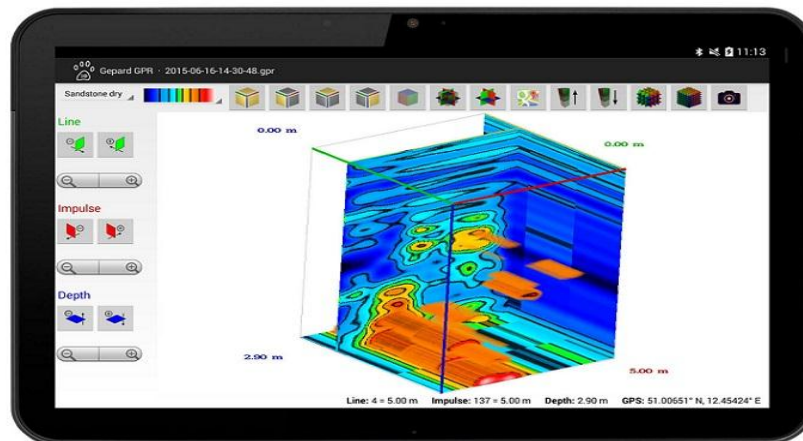 11:13
Gepard GPR · 2015-06-16-14-30-48.gpr
Sandstone dry
Line
0.00 m
0.00 m
Impulse
Depth
2.90 m
5.00 m
Line: 4 = 5.00 m Impulse: 137 = 5.00 m Depth: 2.90 m GPS: 51.00651° N, 12.45424° E